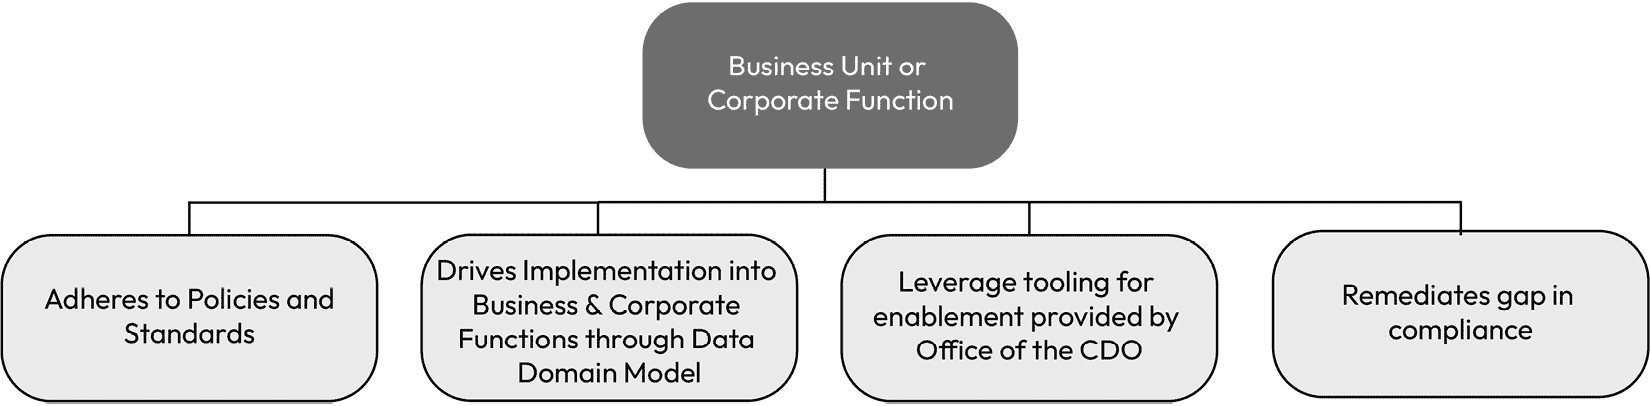 Business Unit or
Corporate Function
Adheres to Policies and
Standards
Drives Implementation into
Business & Corporate
Functions through Data
Domain Model
Leverage tooling for
enablement provided by
Office of the CDO
Remediates gap in
compliance